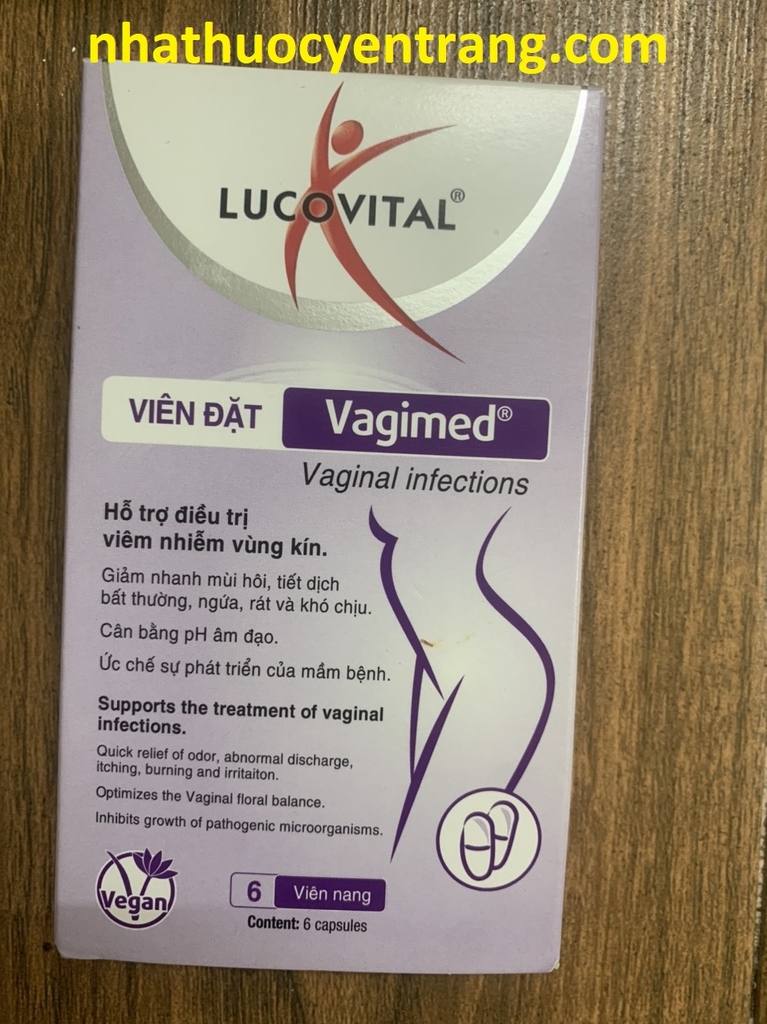 nhathuocyentrang.com
LUCOVITAL®
VIÊN ĐẶT
Vagimed®
Vaginal infections
Hỗ trợ điều trị
viêm nhiễm vùng kín.
Giảm nhanh mùi hôi, tiết dịch
bất thường, ngứa, rát và khó chịu.
Cân bằng pH âm đạo.
Ức chế sự phát triển của mầm bệnh.
Supports the treatment of vaginal
infections.
Quick relief of odor, abnormal discharge,
itching, burning and irritaiton.
Optimizes the Vaginal floral balance.
Inhibits growth of pathogenic microorganisms.
Vegan
6 Viên nang
Content: 6 capsules